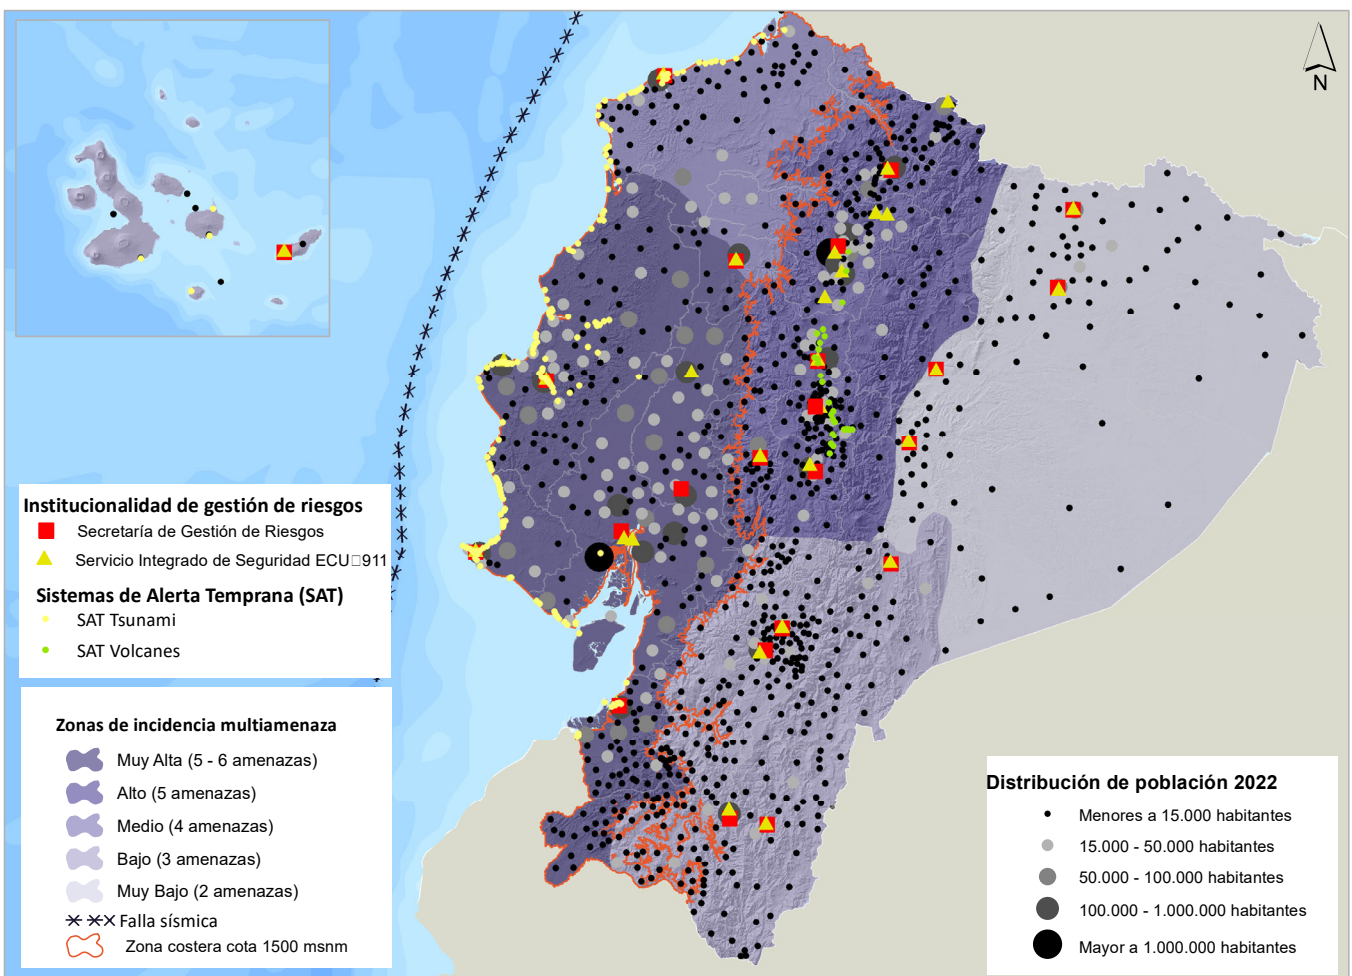 N
Institucionalidad de gestión de riesgos
Secretaría de Gestión de Riesgos
Servicio Integrado de Seguridad ECU□911
Sistemas de Alerta Temprana (SAT)
SAT Tsunami
SAT Volcanes
Zonas de incidencia multiamenaza
Muy Alta (5 - 6 amenazas)
Alto (5 amenazas)
Medio (4 amenazas)
Bajo (3 amenazas)
Muy Bajo (2 amenazas)
Falla sísmica
Zona costera cota 1500 msnm
Distribución de población 2022
Menores a 15.000 habitantes
15.000 - 50.000 habitantes
50.000 - 100.000 habitantes
100.000 - 1.000.000 habitantes
Mayor a 1.000.000 habitantes